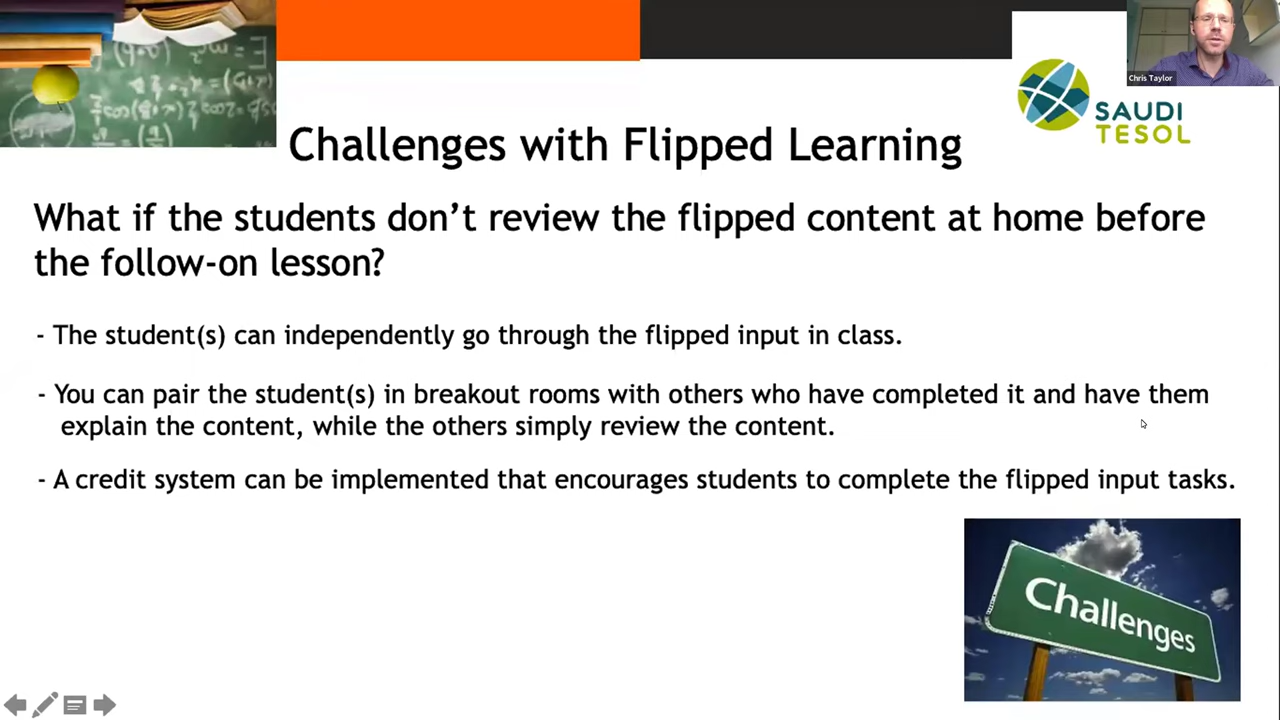 Chris Taylor
SAUDI
TESOL
Challenges with Flipped Learning
What if the students don't review the flipped content at home before
the follow-on lesson?
- The student(s) can independently go through the flipped input in class.
- You can pair the student(s) in breakout rooms with others who have completed it and have them
explain the content, while the others simply review the content.
- A credit system can be implemented that encourages students to complete the flipped input tasks.
Challenges